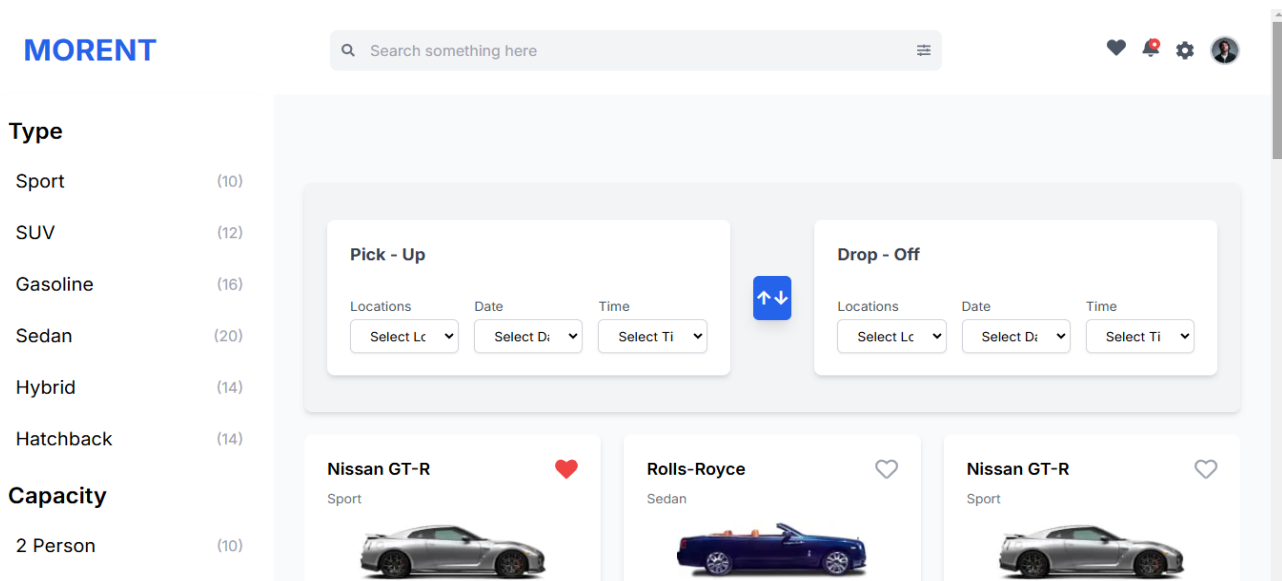 MORENT
Search something here
Type
Sport (10)
SUV (12)
Gasoline (16)
Sedan (20)
Hybrid (14)
Hatchback (14)
Capacity
2 Person (10)
Pick - Up
Locations Date Time
Select Lc Select Da Select Ti
Drop - Off
Locations Date Time
Select Lc Select Da Select Ti
Nissan GT-R
Sport
Rolls-Royce
Sedan
Nissan GT-R
Sport